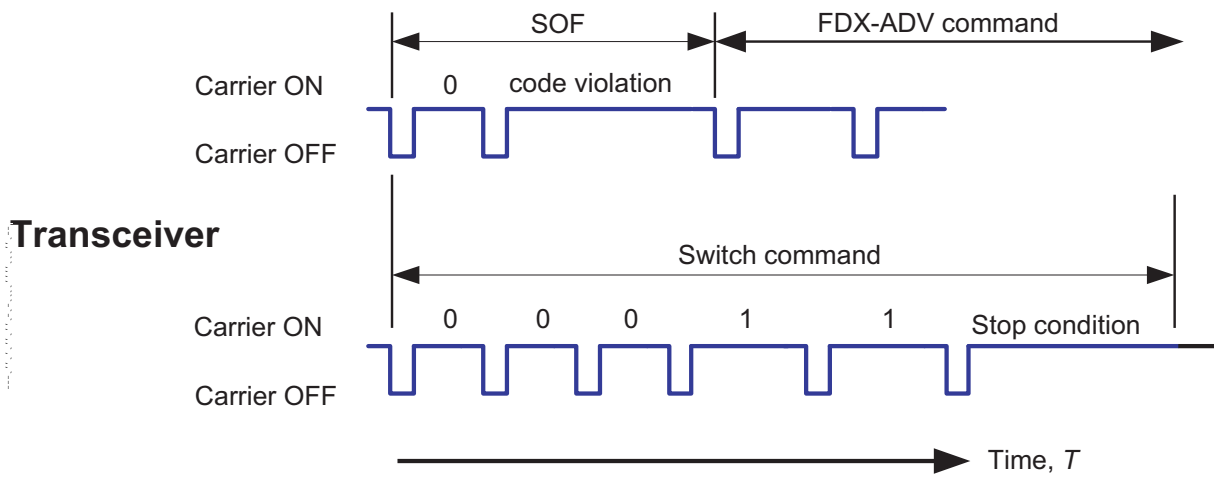 SOF
FDX-ADV command
Carrier ON
0
code violation
Carrier OFF
Transceiver
Switch command
Carrier ON
0 0 0 1 1 Stop condition
Carrier OFF
Time, T